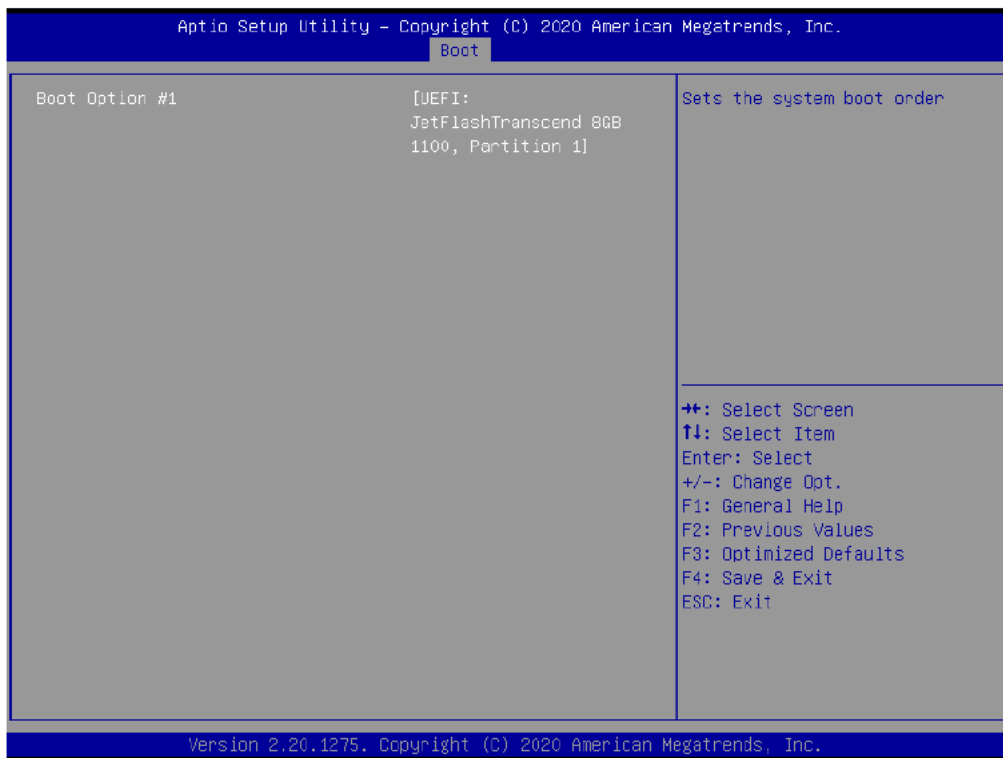 Aptio Setup Utility – Copyright (C) 2020 American Megatrends, Inc.
Boot
Boot Option #1
[UEFI:
JetFlashTranscend 8GB
1100, Partition 1]
Sets the system boot order
→←: Select Screen
↑↓: Select Item
Enter: Select
+/-: Change Opt.
F1: General Help
F2: Previous Values
F3: Optimized Defaults
F4: Save & Exit
ESC: Exit
Version 2.20.1275. Copyright (C) 2020 American Megatrends, Inc.